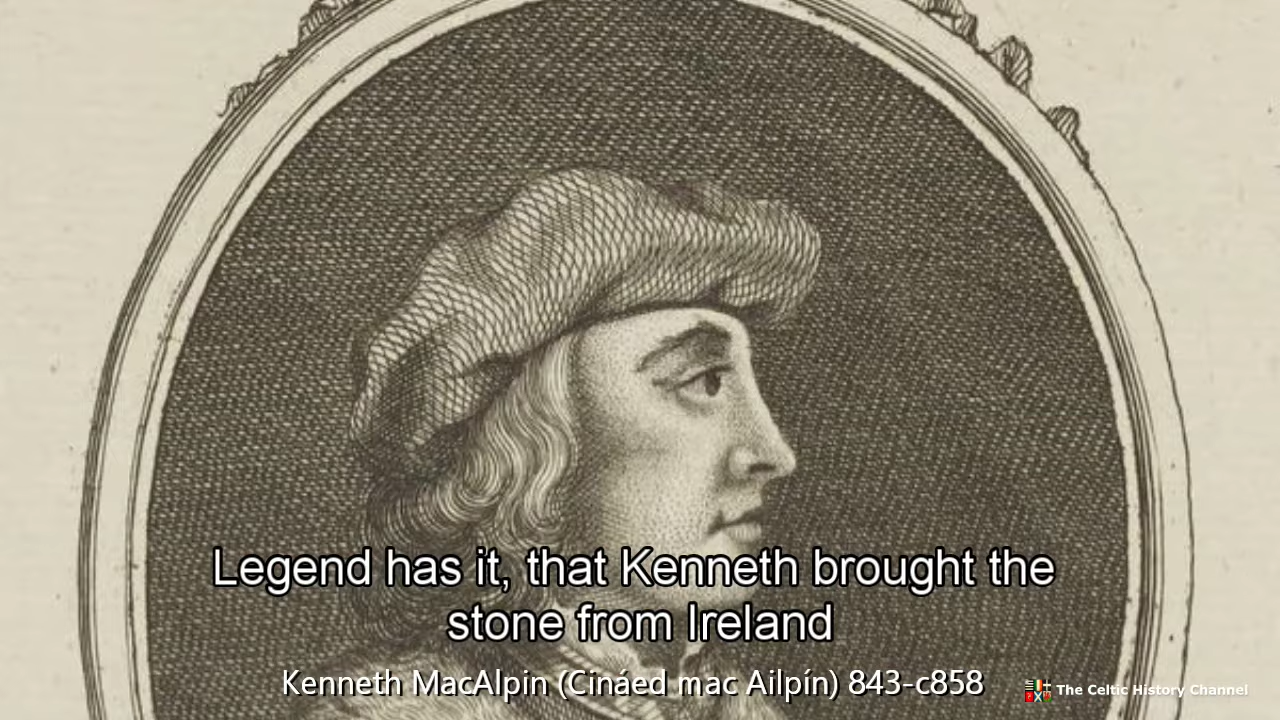 Legend has it, that Kenneth brought the
stone from Ireland
Kenneth MacAlpin (Cináed mac Ailpín) 843-c858
The Celtic History Channel